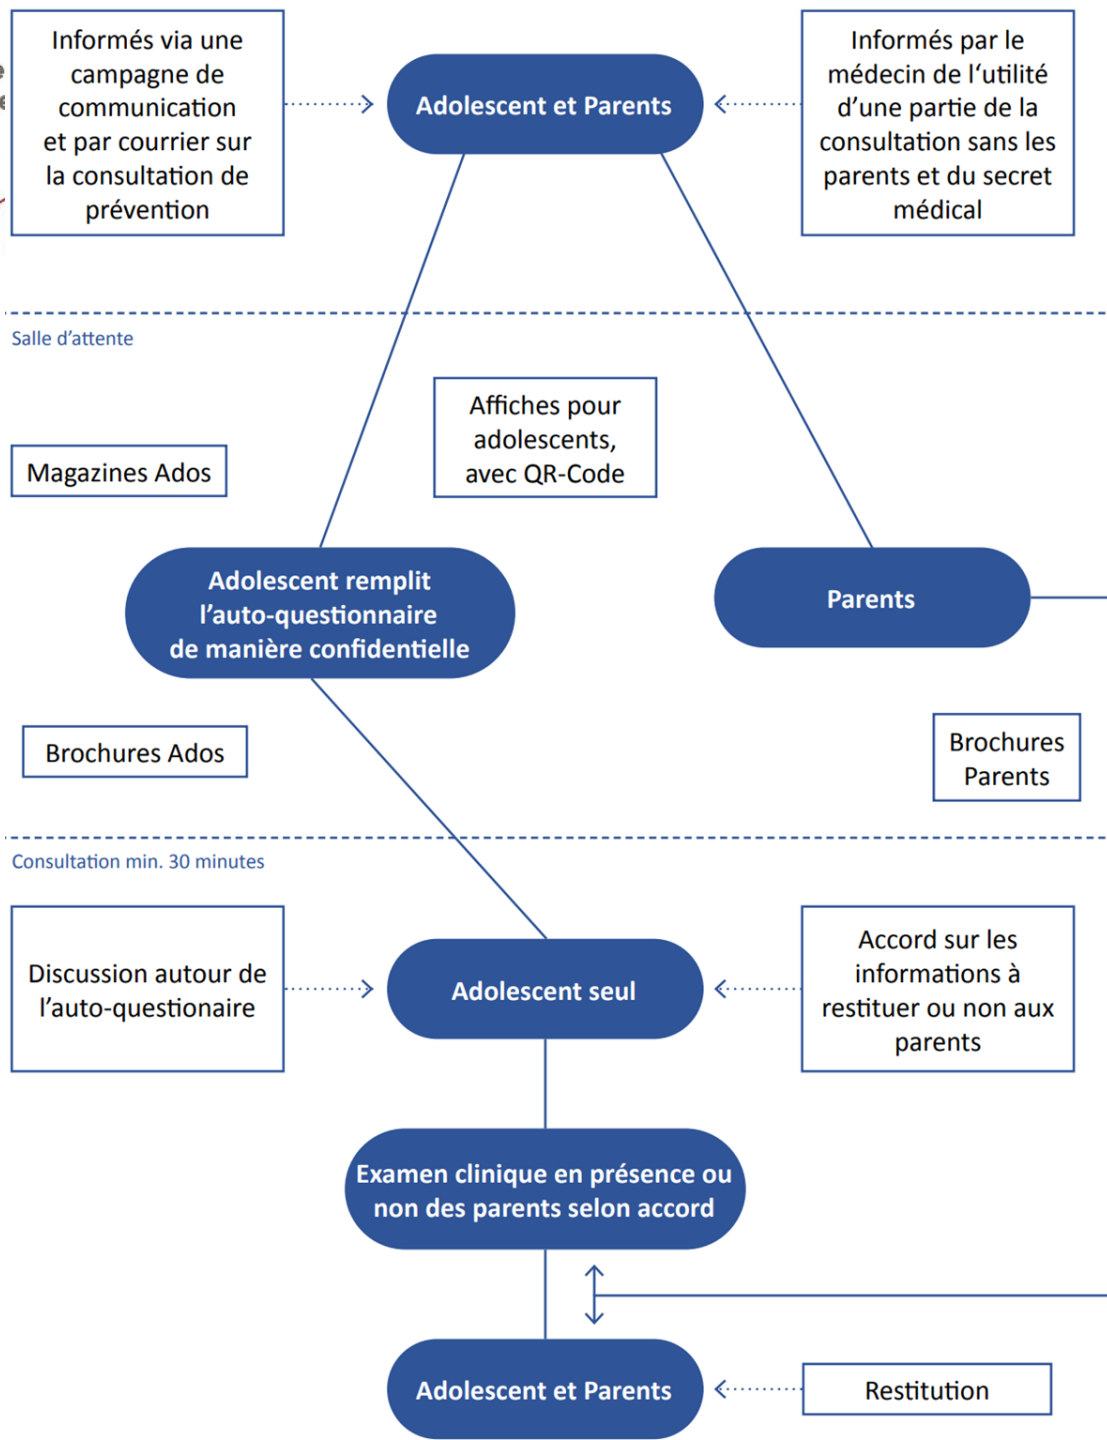 Informés via une
campagne de
communication
et par courrier sur
la consultation de
prévention
Adolescent et Parents
Informés par le
médecin de l‘utilité
d’une partie de la
consultation sans les
parents et du secret
médical
Salle d’attente
Affiches pour
adolescents,
avec QR-Code
Magazines Ados
Adolescent remplit
l’auto-questionnaire
de manière confidentielle
Parents
Brochures Ados
Brochures
Parents
Consultation min. 30 minutes
Discussion autour de
l’auto-questionaire
Adolescent seul
Accord sur les
informations à
restituer ou non aux
parents
Examen clinique en présence ou
non des parents selon accord
Adolescent et Parents
Restitution